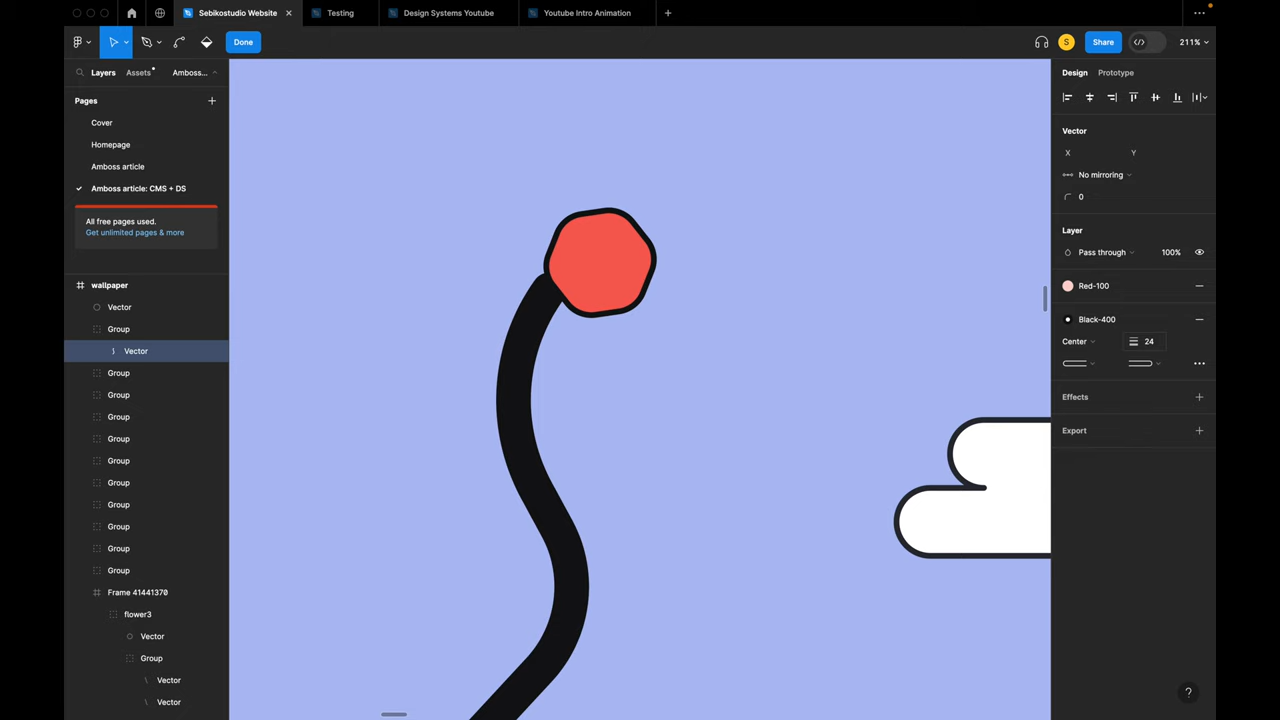 Sebikostudio Website
Testing
Design Systems Youtube
Youtube Intro Animation
Done
S
Share
211%
Layers
Assets
Amboss...
Pages
Cover
Homepage
Amboss article
Amboss article: CMS + DS
All free pages used.
Get unlimited pages & more
wallpaper
Vector
Group
Vector
Group
Group
Group
Group
Group
Group
Group
Group
Group
Group
Frame 41441370
flower3
Vector
Group
Vector
Vector
Design
Prototype
Vector
X
Y
No mirroring
0
Layer
Pass through
100%
Red-100
Black-400
Center
24
Effects
Export
?